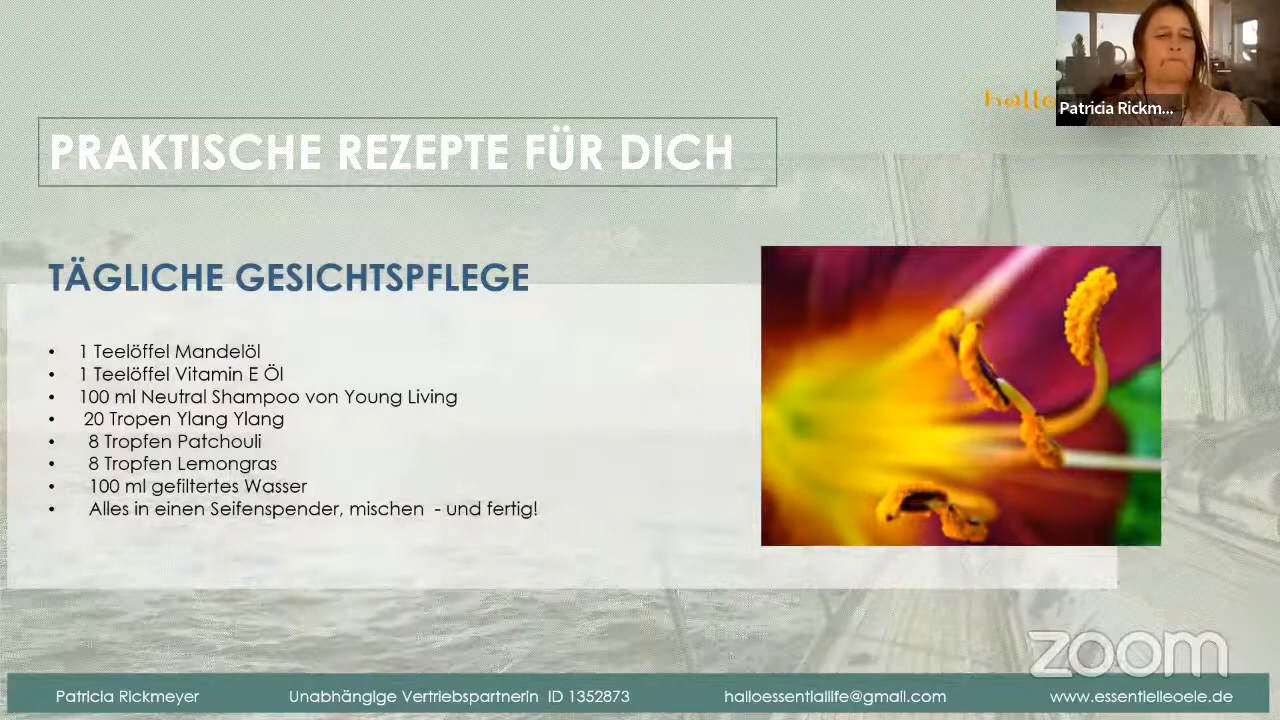 hallo
Patricia Rickm...
PRAKTISCHE REZEPTE FÜR DICH
TÄGLICHE GESICHTSPFLEGE
• 1 Teelöffel Mandelöl
• 1 Teelöffel Vitamin E Öl
• 100 ml Neutral Shampoo von Young Living
• 20 Tropen Ylang Ylang
• 8 Tropfen Patchouli
• 8 Tropfen Lemongras
• 100 ml gefiltertes Wasser
• Alles in einen Seifenspender, mischen - und fertig!
zoom
Patricia Rickmeyer Unabhängige Vertriebspartnerin ID 1352873 halloessentiallife@gmail.com www.essentielleoele.de